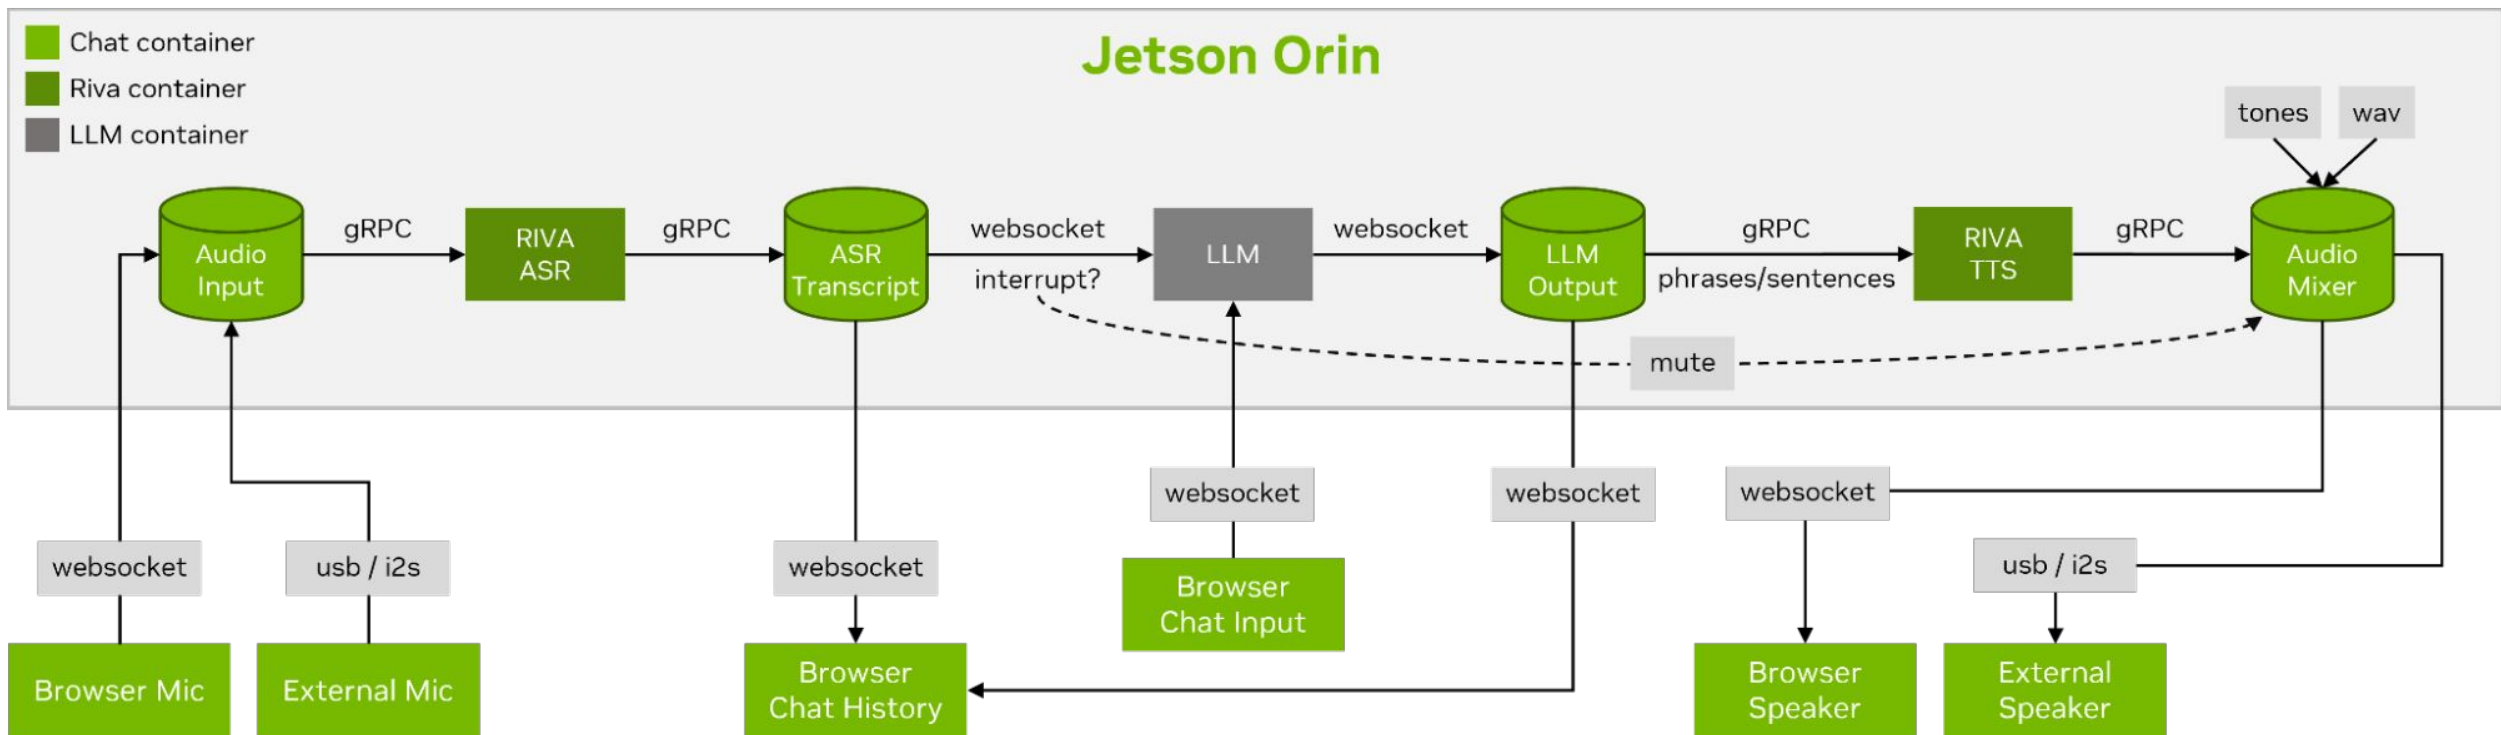 Jetson Orin
Chat container
Riva container
LLM container
tones
wav
Audio
Input
gRPC
RIVA
ASR
gRPC
ASR
Transcript
websocket
interrupt?
LLM
websocket
LLM
Output
gRPC
phrases/sentences
RIVA
TTS
gRPC
Audio
Mixer
mute
websocket
usb / i2s
websocket
websocket
websocket
websocket
usb / i2s
Browser Mic
External Mic
Browser
Chat History
Browser
Chat Input
Browser
Speaker
External
Speaker